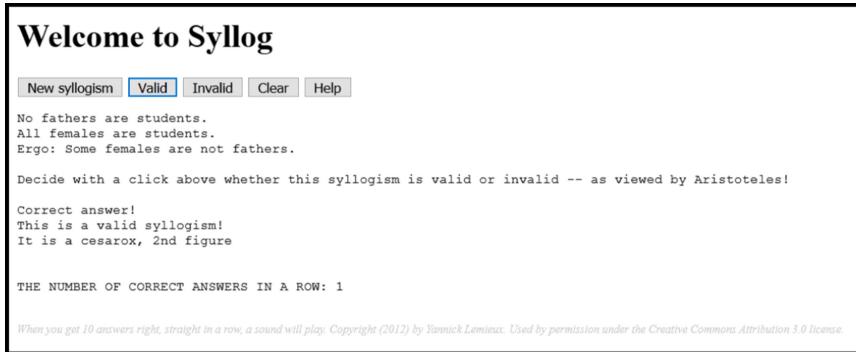 Welcome to Syllog
New syllogism Valid Invalid Clear Help
No fathers are students.
All females are students.
Ergo: Some females are not fathers.
Decide with a click above whether this syllogism is valid or invalid -- as viewed by Aristoteles!
Correct answer!
This is a valid syllogism!
It is a cesarox, 2nd figure
THE NUMBER OF CORRECT ANSWERS IN A ROW: 1
When you get 10 answers right, straight in a row, a sound will play. Copyright (2012) by Yannick Lemieux. Used by permission under the Creative Commons Attribution 3.0 license.